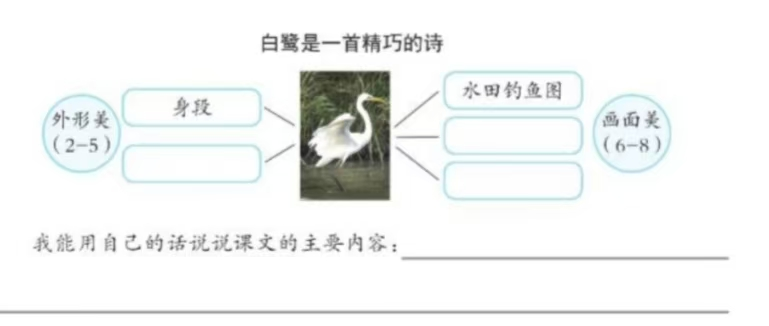 白鹭是一首精巧的诗
外形美
(2-5)
身段
水田钓鱼图
画面美
(6-8)
我能用自己的话说说课文的主要内容：